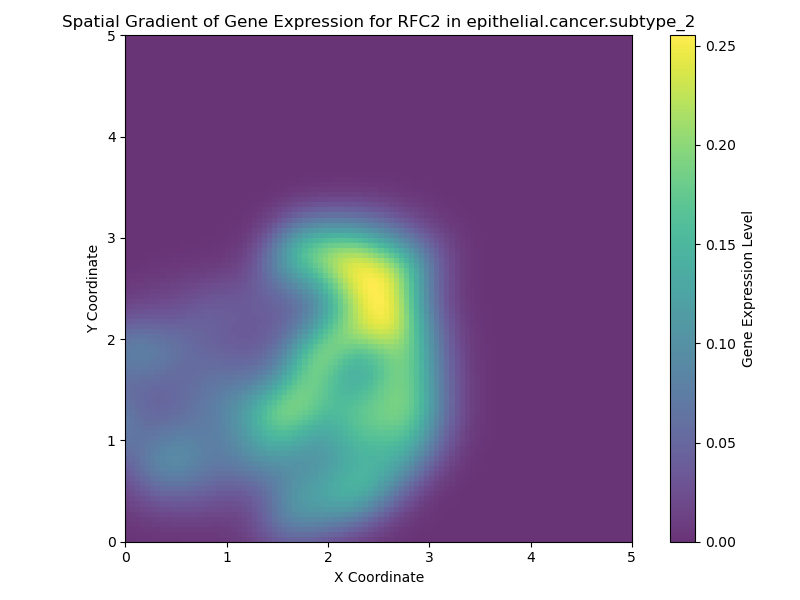 Spatial Gradient of Gene Expression for RFC2 in epithelial.cancer.subtype_2
5
4
3
2
1
0
Y Coordinate
0 1 2 3 4 5
X Coordinate
0.25
0.20
0.15
0.10
0.05
0.00
Gene Expression Level